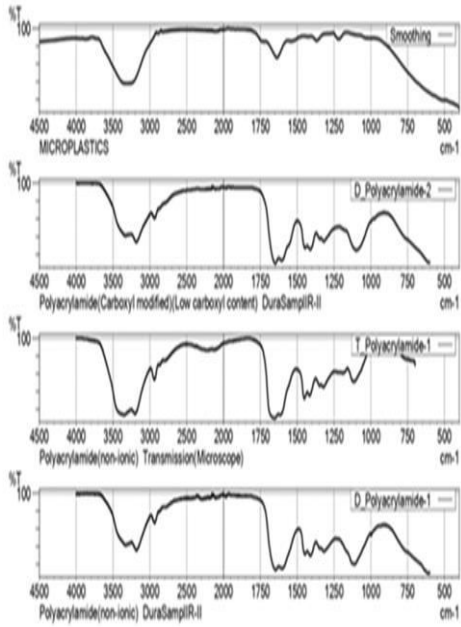 %T
100
Smoothing
4500 4000 3500 3000 2500 2000 1750 1500 1250 1000 750 500
MICROPLASTICS cm-1
%T
100
D_Polyacrylamide-2
4500 4000 3500 3000 2500 2000 1750 1500 1250 1000 750 500
Polyacrylamide(Carboxyl modified)(Low carboxyl content) DuraSamplIR-II cm-1
%T
100
T_Polyacrylamide-1
4500 4000 3500 3000 2500 2000 1750 1500 1250 1000 750 500
Polyacrylamide(non-ionic) Transmission(Microscope) cm-1
%T
100
D_Polyacrylamide-1
4500 4000 3500 3000 2500 2000 1750 1500 1250 1000 750 500
Polyacrylamide(non-ionic) DuraSamplIR-II cm-1